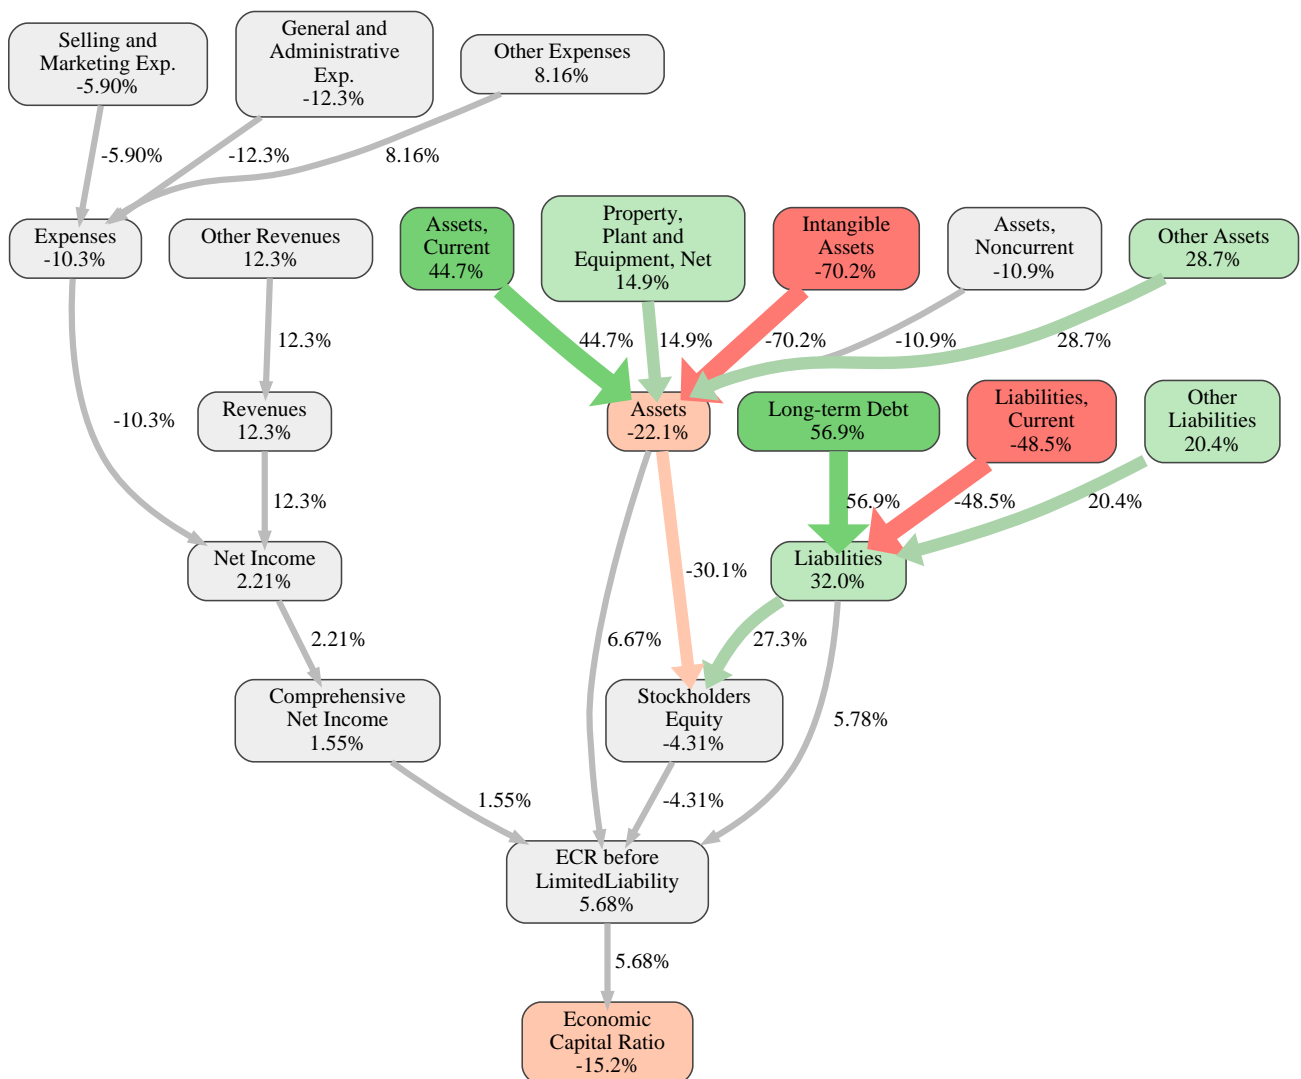 Selling and
Marketing Exp.
-5.90%
General and
Administrative
Exp.
-12.3%
Other Expenses
8.16%
-5.90%
-12.3%
8.16%
Expenses
-10.3%
Other Revenues
12.3%
Assets,
Current
44.7%
Property,
Plant and
Equipment, Net
14.9%
Intangible
Assets
-70.2%
Assets,
Noncurrent
-10.9%
Other Assets
28.7%
12.3%
44.7%
14.9%
-70.2%
-10.9%
28.7%
-10.3%
Revenues
12.3%
Assets
-22.1%
Long-term Debt
56.9%
Liabilities,
Current
-48.5%
Other
Liabilities
20.4%
12.3%
56.9%
-48.5%
20.4%
Net Income
2.21%
-30.1%
Liabilities
32.0%
2.21%
6.67%
27.3%
Comprehensive
Net Income
1.55%
Stockholders
Equity
-4.31%
5.78%
1.55%
-4.31%
ECR before
LimitedLiability
5.68%
5.68%
Economic
Capital Ratio
-15.2%